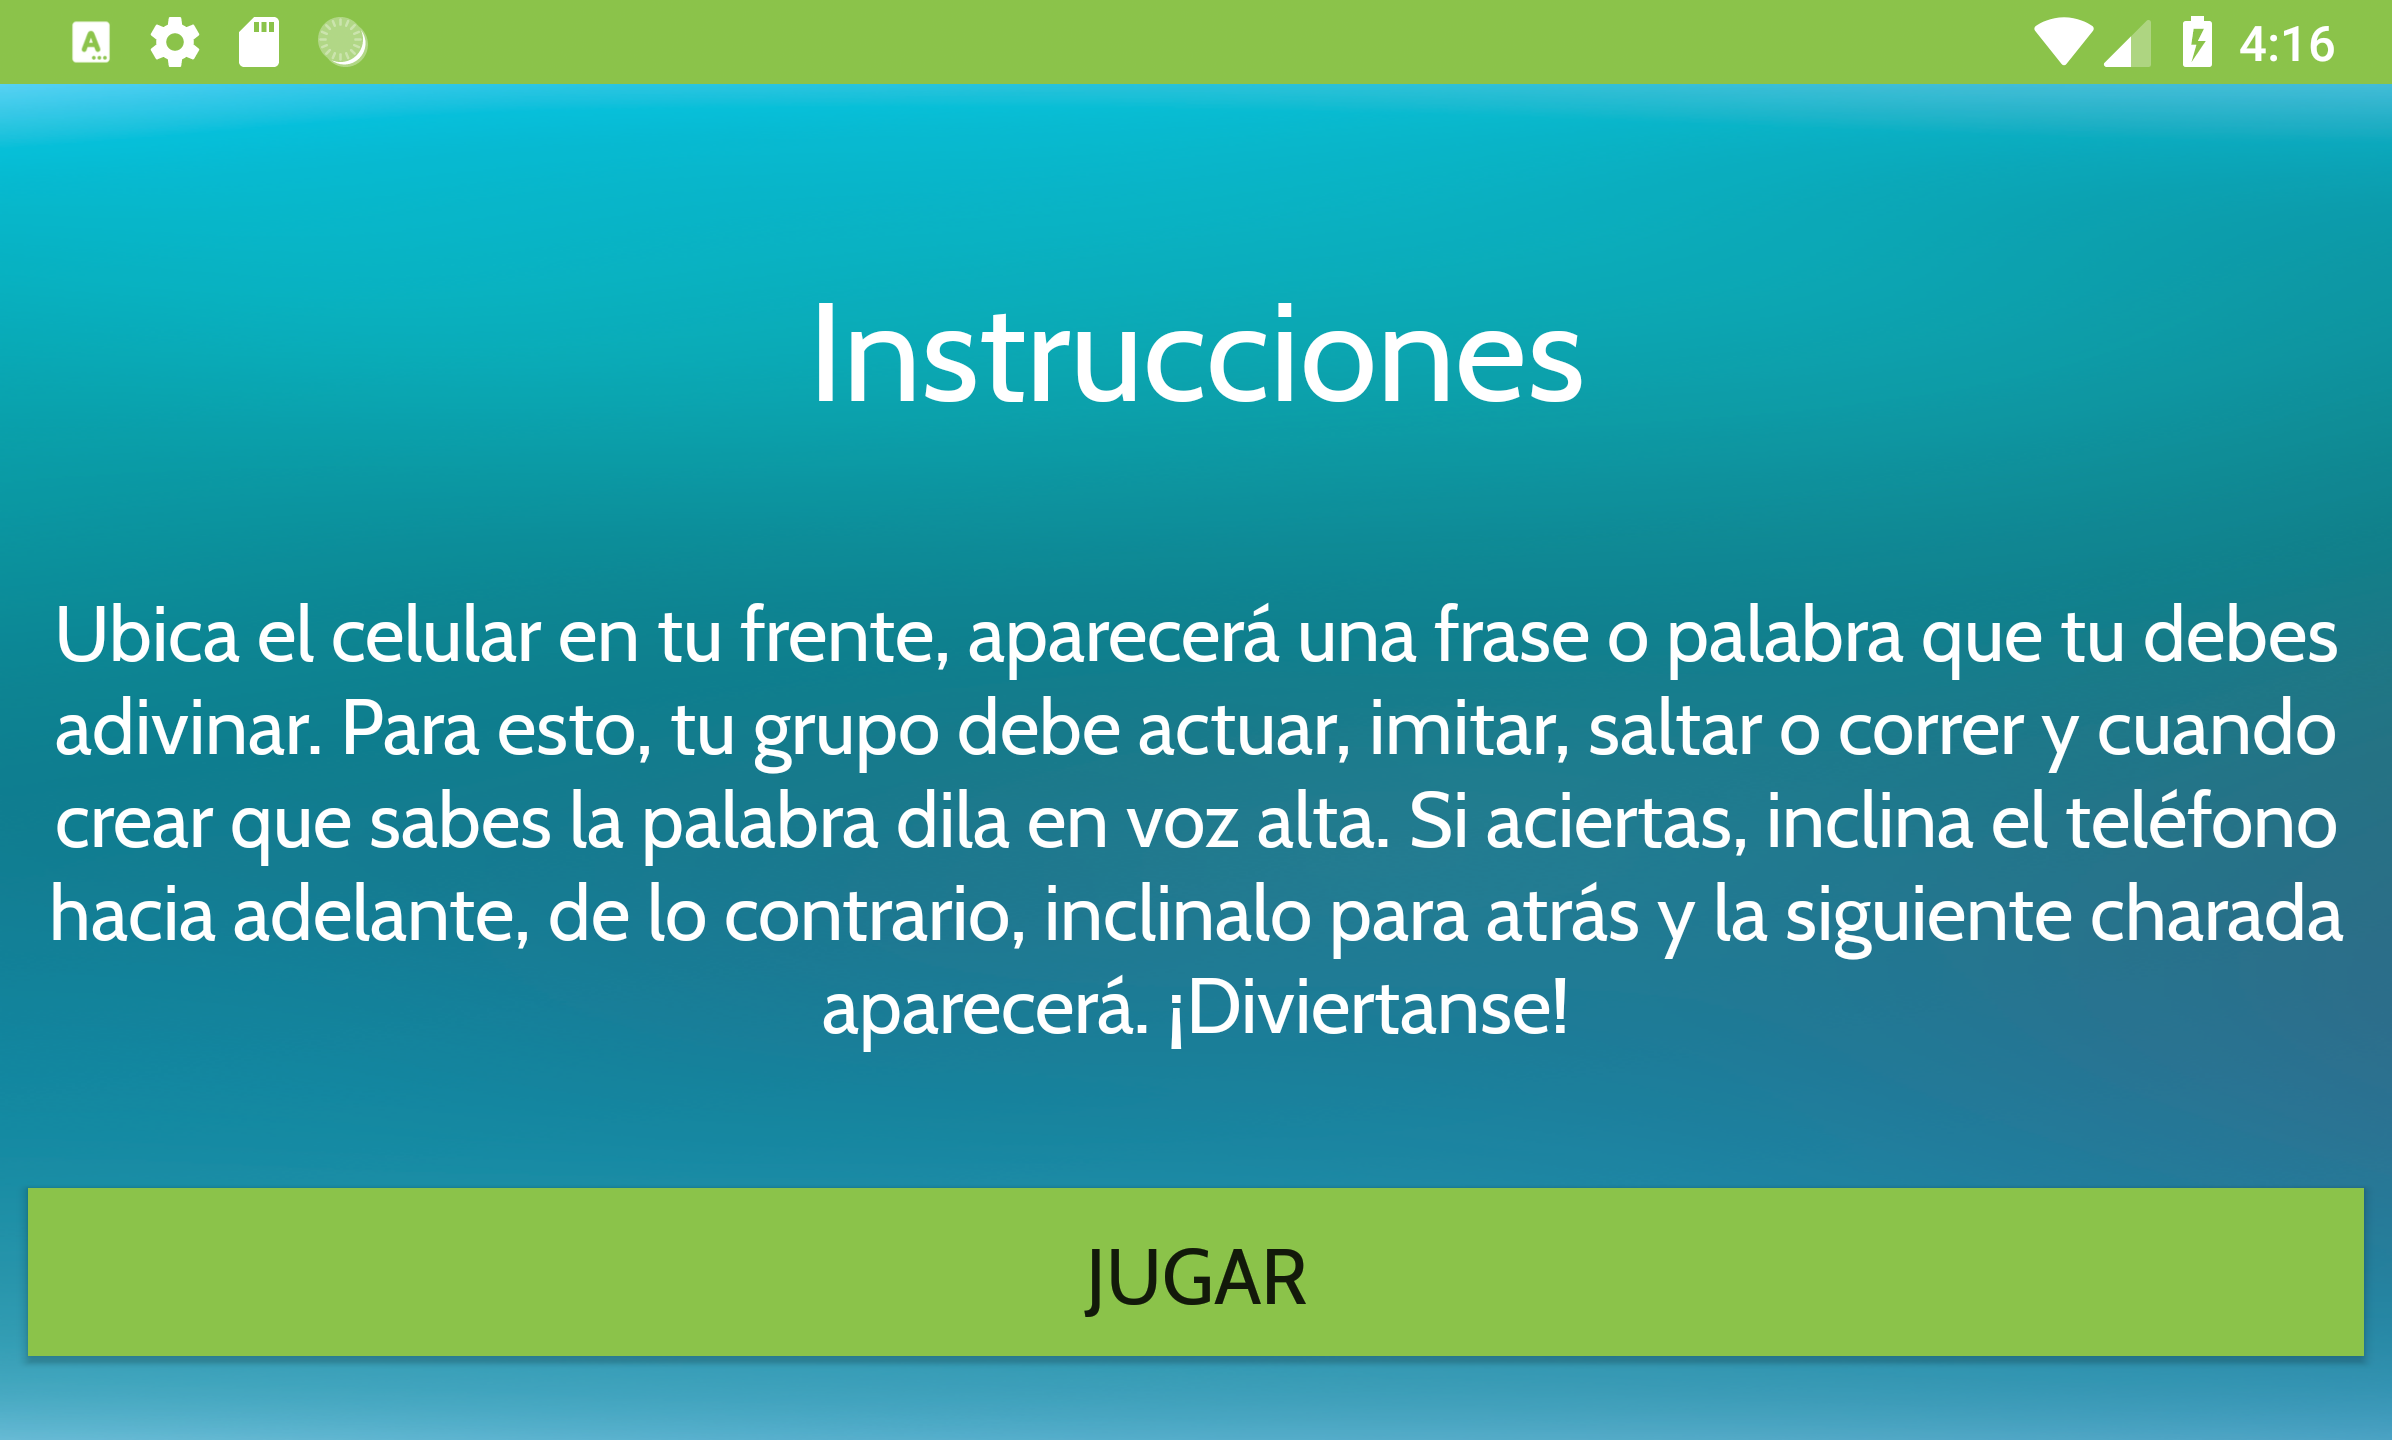 4:16
Instrucciones
Ubica el celular en tu frente, aparecerá una frase o palabra que tu debes
adivinar. Para esto, tu grupo debe actuar, imitar, saltar o correr y cuando
crear que sabes la palabra dila en voz alta. Si aciertas, inclina el teléfono
hacia adelante, de lo contrario, inclinalo para atrás y la siguiente charada
aparecerá. ¡Diviertanse!
JUGAR